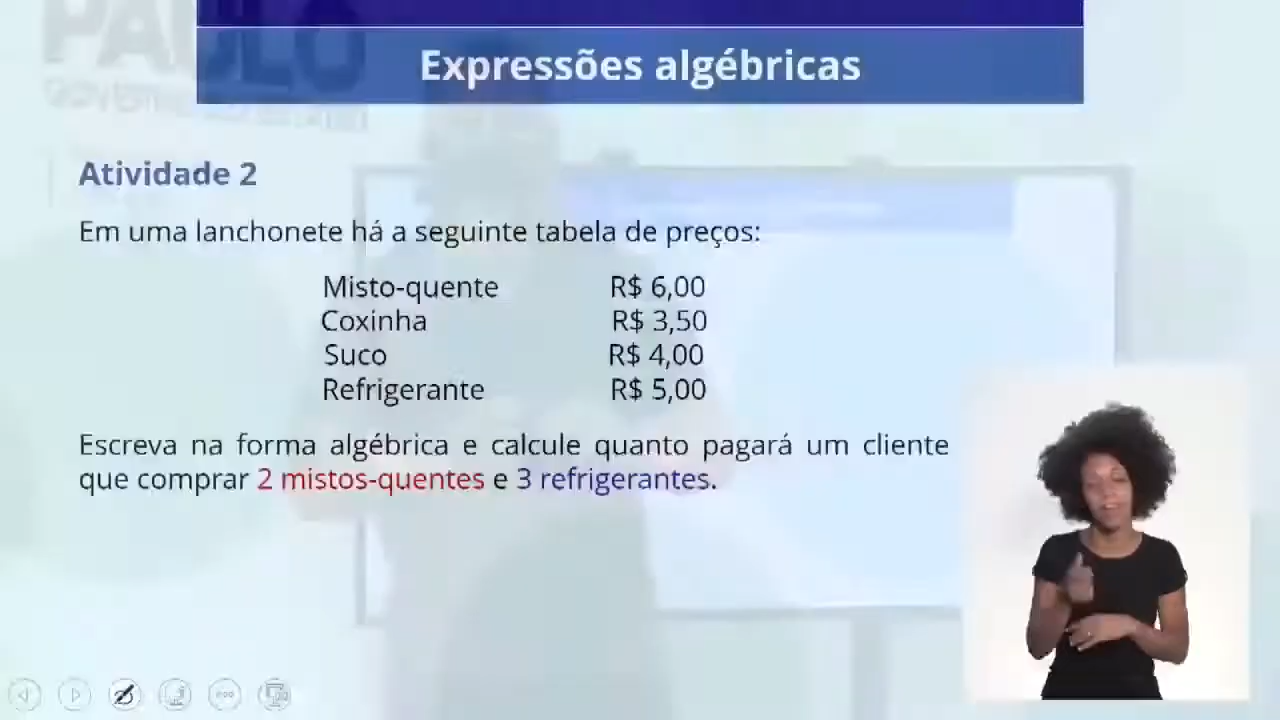 Expressões algébricas
Atividade 2
Em uma lanchonete há a seguinte tabela de preços:
Misto-quente R$ 6,00
Coxinha R$ 3,50
Suco R$ 4,00
Refrigerante R$ 5,00
Escreva na forma algébrica e calcule quanto pagará um cliente
que comprar 2 mistos-quentes e 3 refrigerantes.